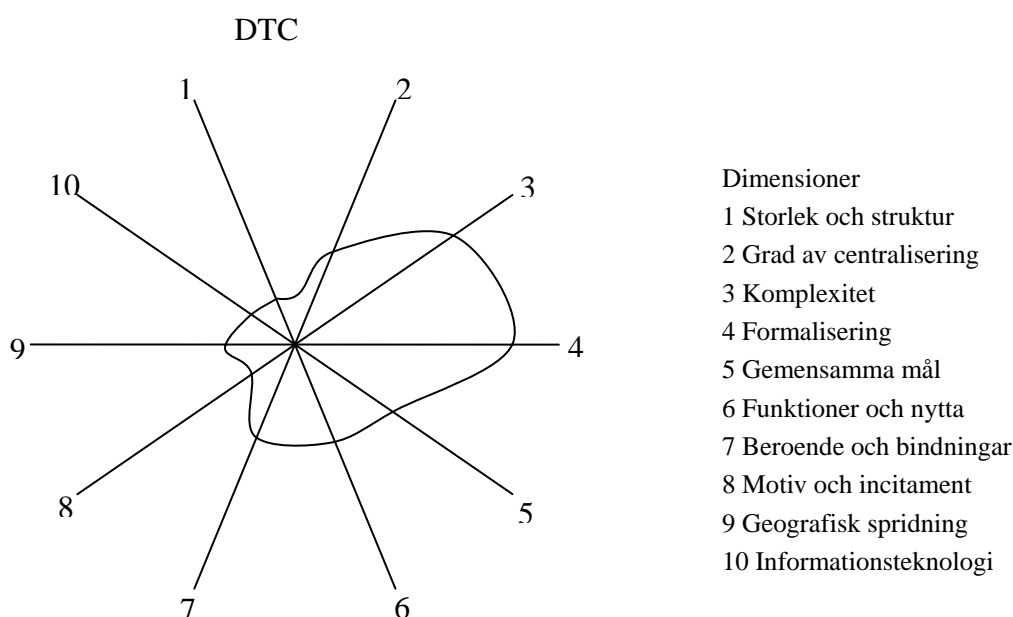 DTC
1
2
10
3
9
4
8
5
7
6
Dimensioner
1 Storlek och struktur
2 Grad av centralisering
3 Komplexitet
4 Formalisering
5 Gemensamma mål
6 Funktioner och nytta
7 Beroende och bindningar
8 Motiv och incitament
9 Geografisk spridning
10 Informationsteknologi